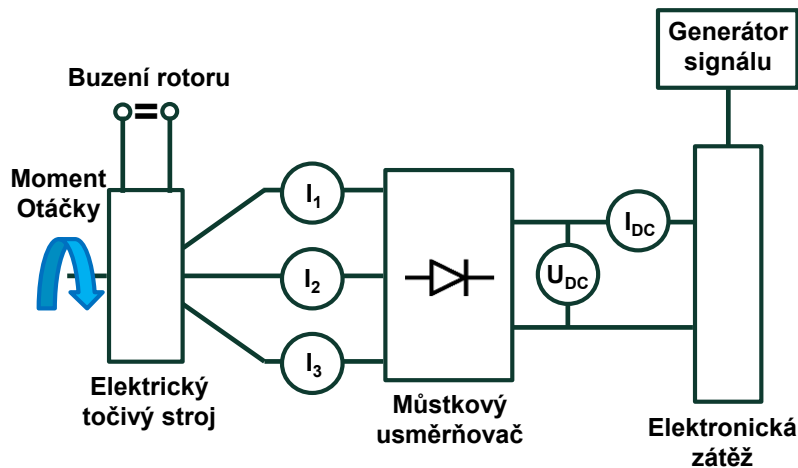 Generátor
signálu
Buzení rotoru
=
Moment
Otáčky
I1
I2
I3
IDC
UDC
Elektrický
točivý stroj
Můstkový
usměrňovač
Elektronická
zátěž